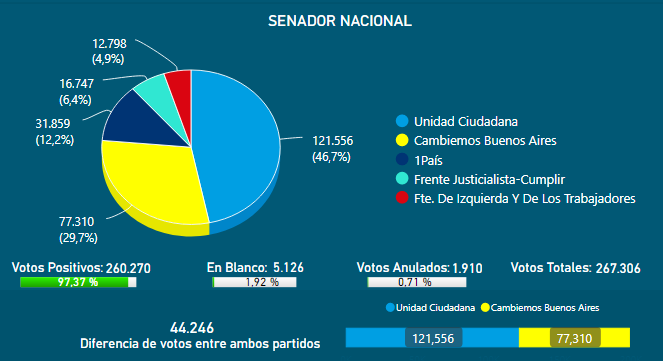 SENADOR NACIONAL
12.798
(4,9%)
16.747
(6,4%)
31.859
(12,2%)
77.310
(29,7%)
121.556
(46,7%)
Unidad Ciudadana
Cambiemos Buenos Aires
1País
Frente Justicialista-Cumplir
Fte. De Izquierda Y De Los Trabajadores
Votos Positivos: 260.270
97,37 %
En Blanco: 5.126
1,92 %
Votos Anulados: 1.910
0,71 %
Votos Totales: 267.306
44.246
Diferencia de votos entre ambos partidos
Unidad Ciudadana Cambiemos Buenos Aires
121,556 77,310